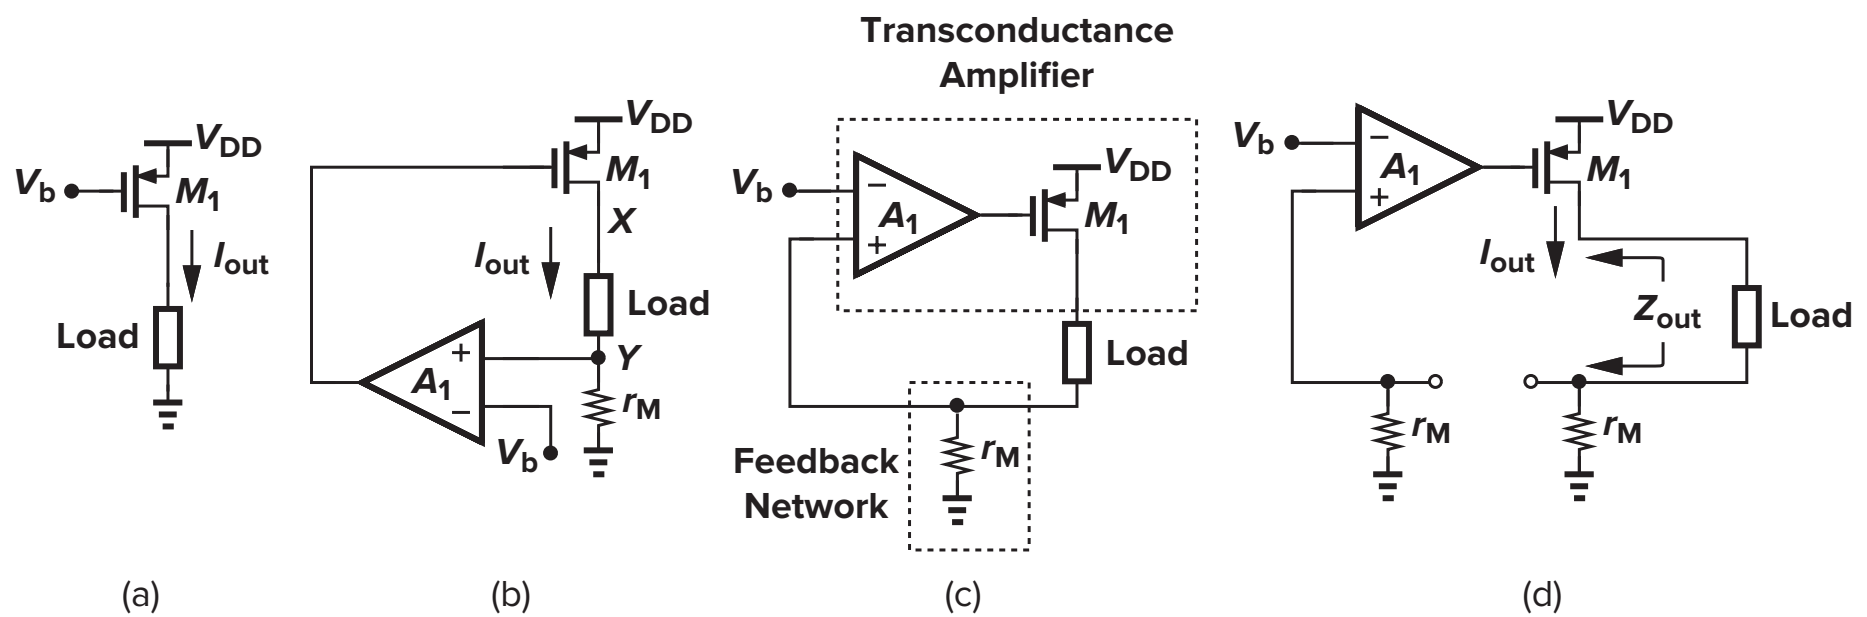 V_DD
V_b
M_1
I_out
Load
(a)
V_DD
M_1
X
I_out
Load
+
Y
A_1
−
r_M
V_b
(b)
Transconductance
Amplifier
V_DD
V_b
−
A_1
+
M_1
Load
Feedback
Network
r_M
(c)
V_DD
V_b
−
A_1
+
M_1
I_out
Z_out
Load
r_M
r_M
(d)